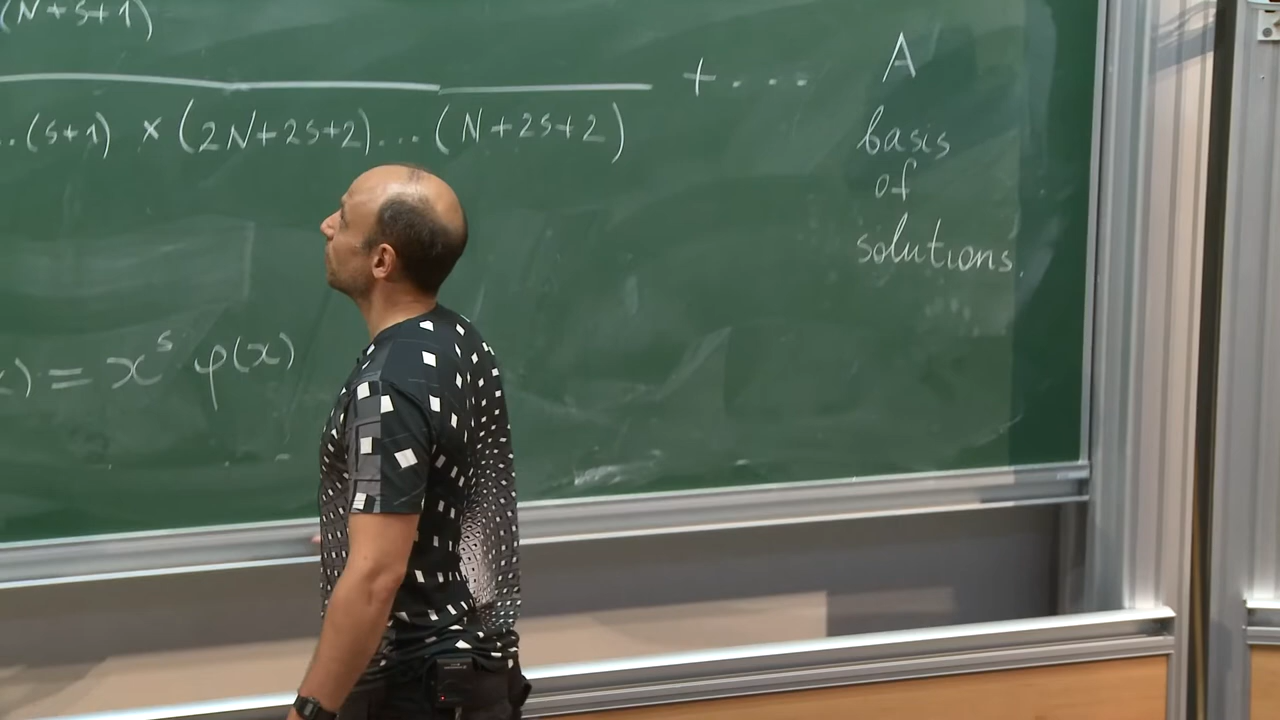 (N+s+1)
+ ....
..(s+1) × (2N+2s+2)... (N+2s+2)
) = x^s φ(x)
A
basis
of
solutions.